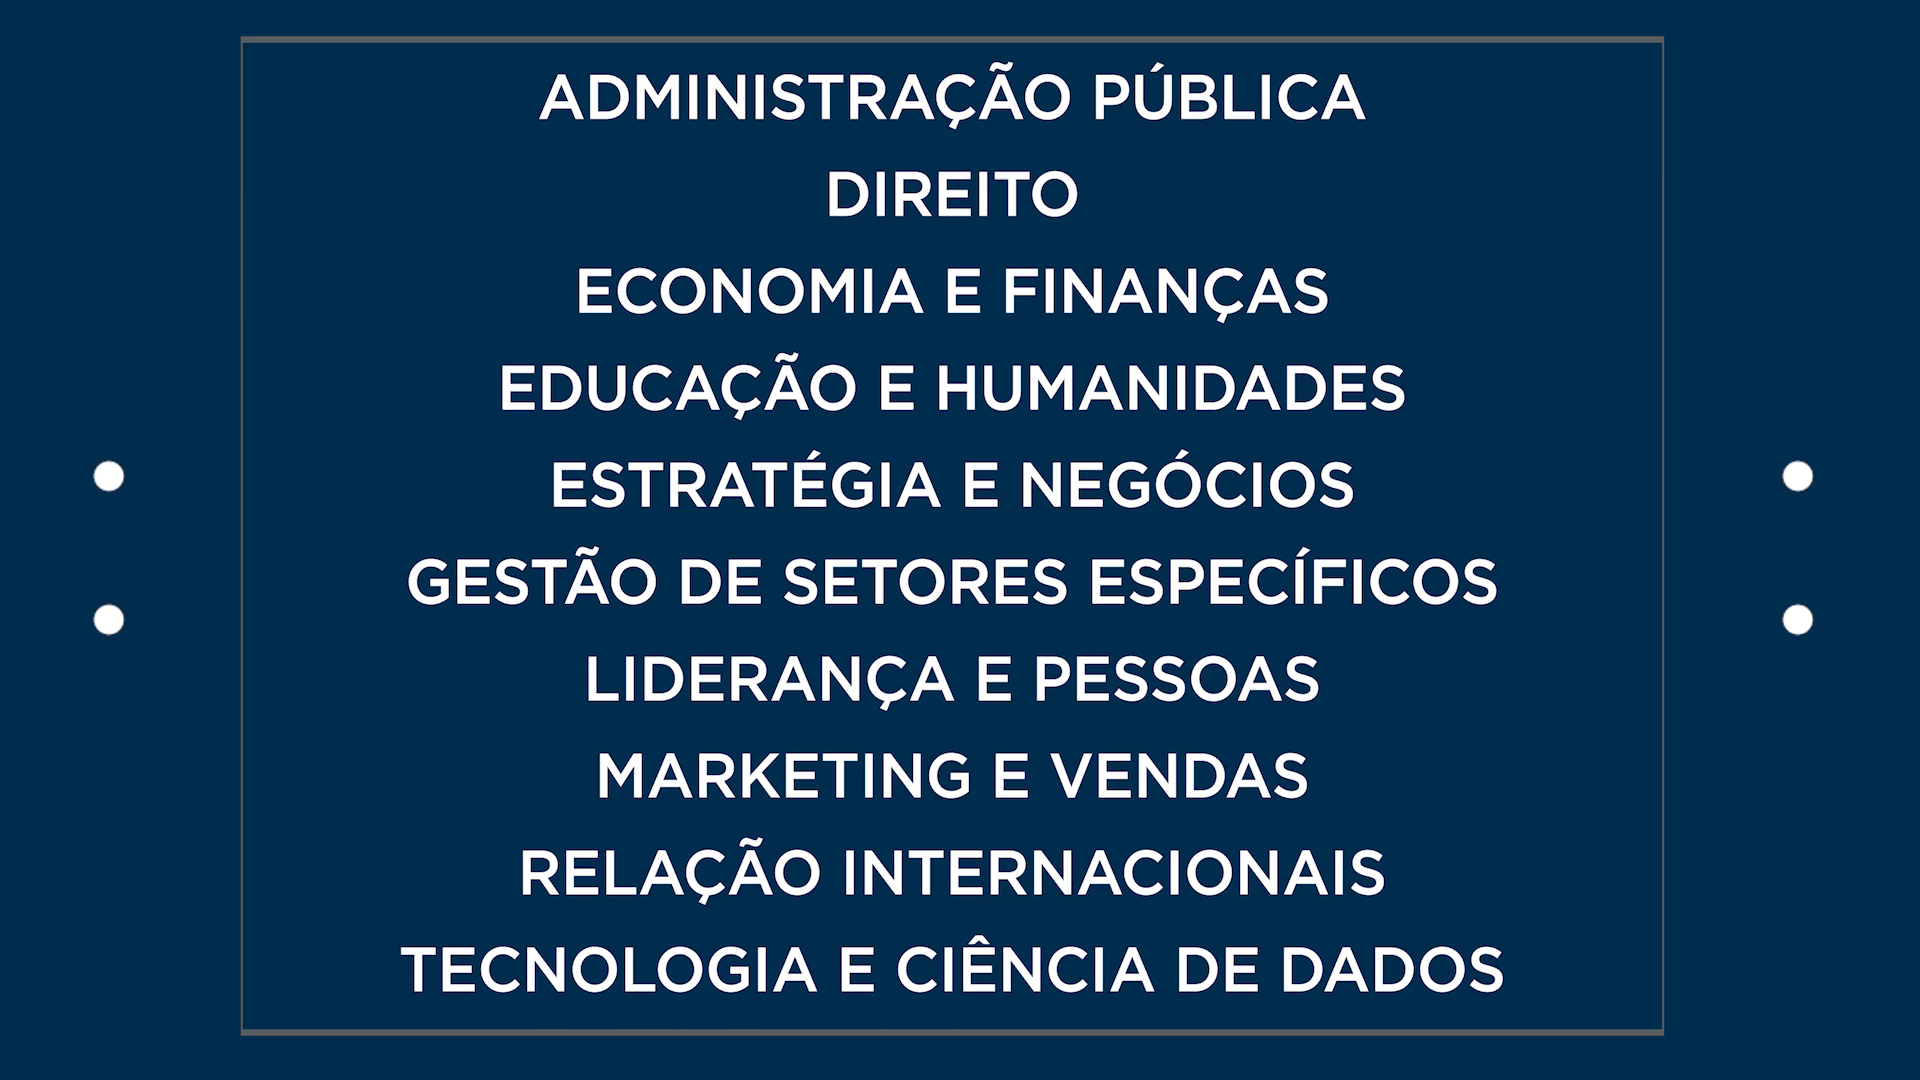 ADMINISTRAÇÃO PÚBLICA
DIREITO
ECONOMIA E FINANÇAS
EDUCAÇÃO E HUMANIDADES
ESTRATÉGIA E NEGÓCIOS
GESTÃO DE SETORES ESPECÍFICOS
LIDERANÇA E PESSOAS
MARKETING E VENDAS
RELAÇÃO INTERNACIONAIS
TECNOLOGIA E CIÊNCIA DE DADOS